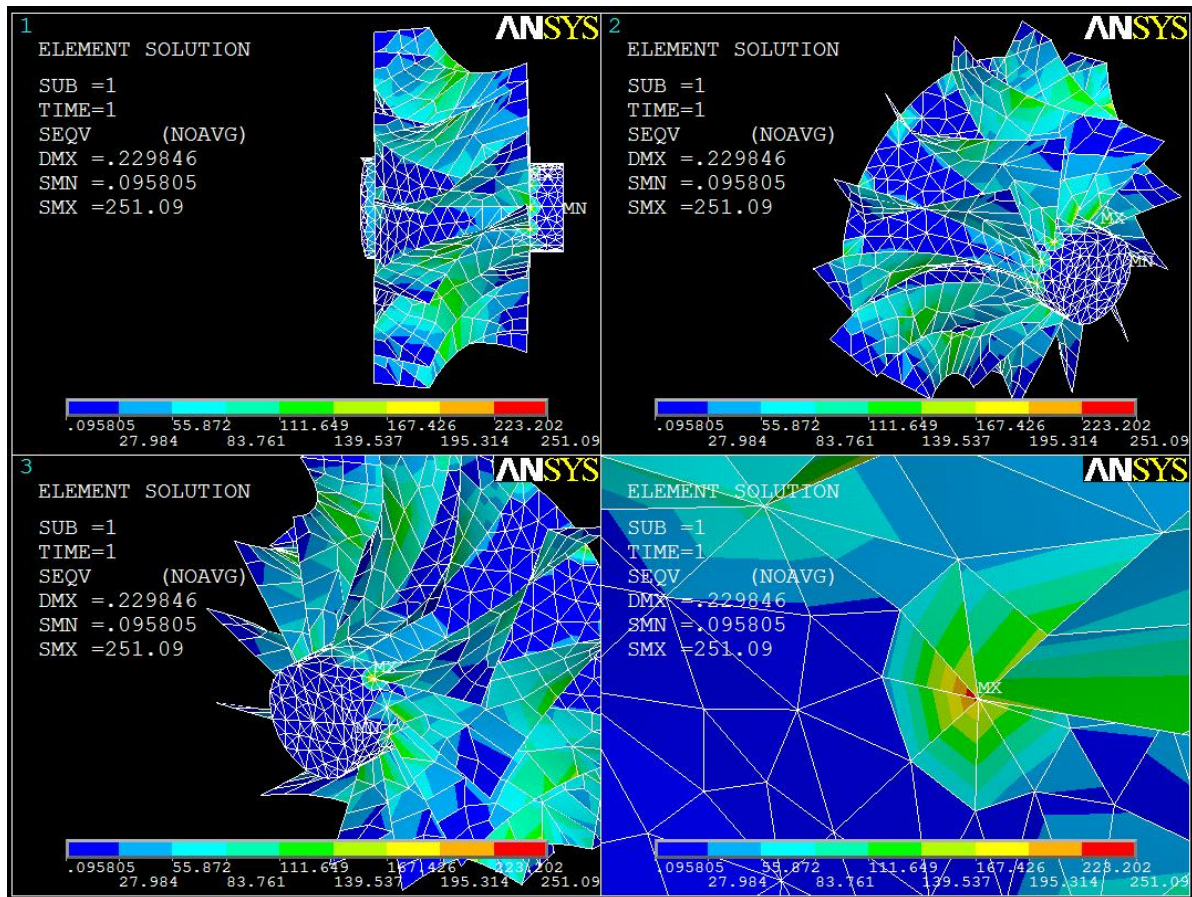 1
ANSYS
ELEMENT SOLUTION
SUB =1
TIME=1
SEQV (NOAVG)
DMX =.229846
SMN =.095805
SMX =251.09
MX
MN
.095805 55.872 111.649 167.426 223.202
27.984 83.761 139.537 195.314 251.09
2
ANSYS
ELEMENT SOLUTION
SUB =1
TIME=1
SEQV (NOAVG)
DMX =.229846
SMN =.095805
SMX =251.09
MX
MN
.095805 55.872 111.649 167.426 223.202
27.984 83.761 139.537 195.314 251.09
3
ANSYS
ELEMENT SOLUTION
SUB =1
TIME=1
SEQV (NOAVG)
DMX =.229846
SMN =.095805
SMX =251.09
MX
MN
.095805 55.872 111.649 167.426 223.202
27.984 83.761 139.537 195.314 251.09
ANSYS
ELEMENT SOLUTION
SUB =1
TIME=1
SEQV (NOAVG)
DMX =.229846
SMN =.095805
SMX =251.09
MX
.095805 55.872 111.649 167.426 223.202
27.984 83.761 139.537 195.314 251.09